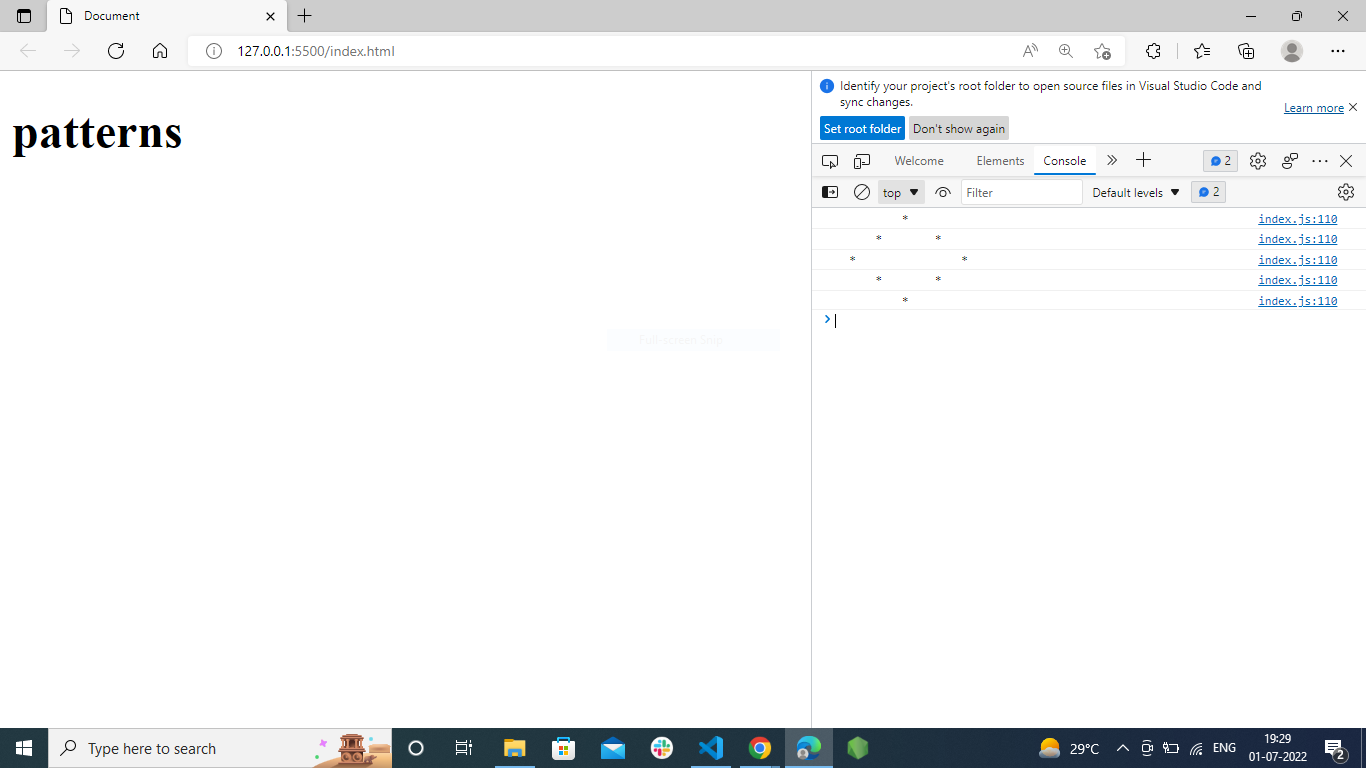 Document
127.0.0.1:5500/index.html
patterns
Identify your project's root folder to open source files in Visual Studio Code and
sync changes.
Learn more
Set root folder Don't show again
Welcome Elements Console 2
top Filter Default levels 2
* index.js:110
* * index.js:110
* * index.js:110
* * index.js:110
* index.js:110
Full-screen Snip
Type here to search
29°C ENG 19:29
01-07-2022 2